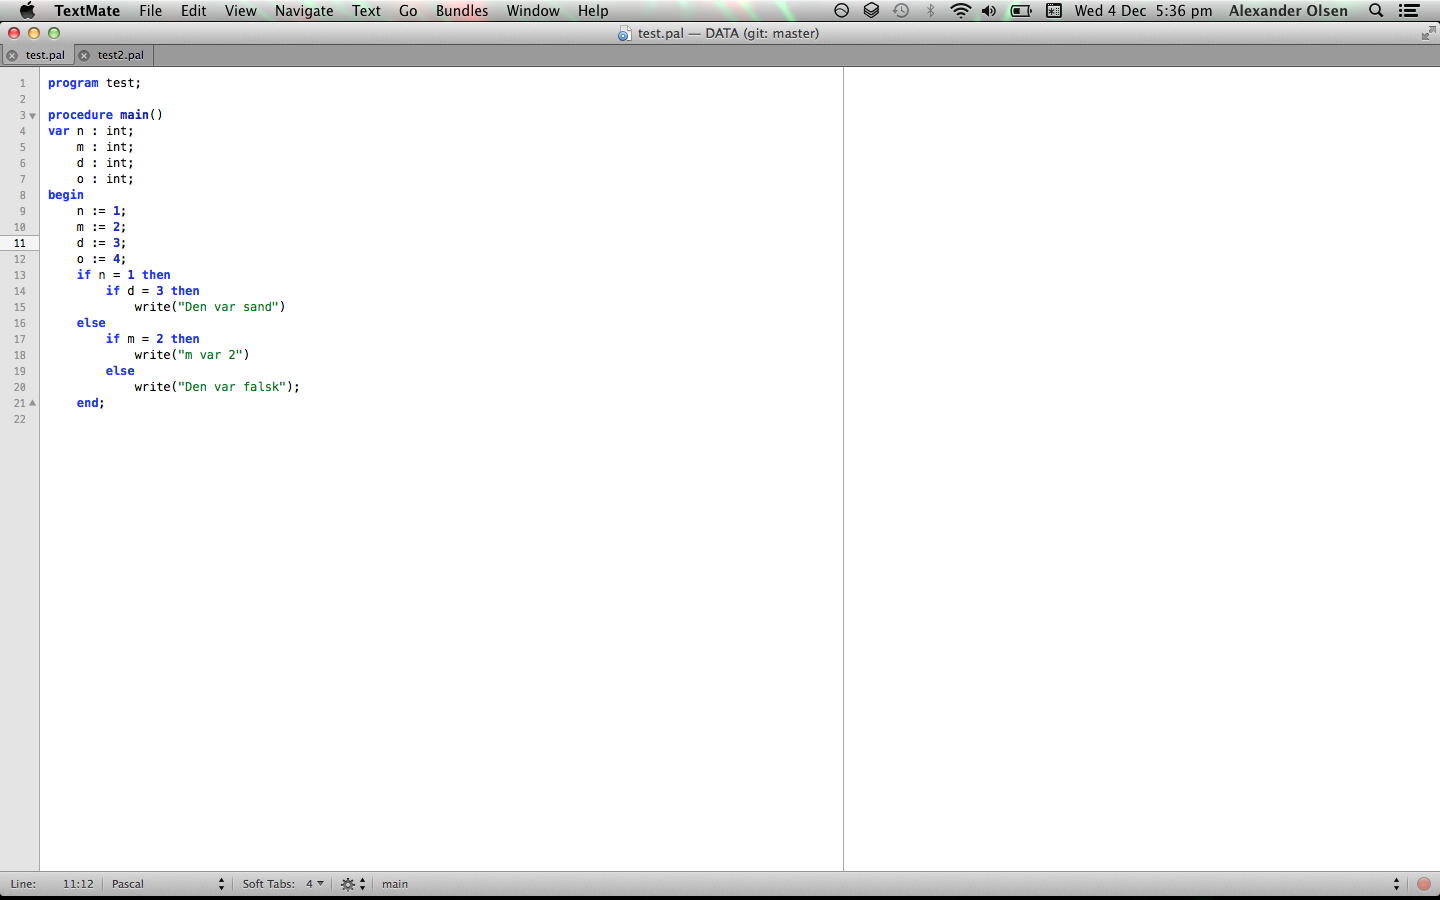 TextMate File Edit View Navigate Text Go Bundles Window Help Wed 4 Dec 5:36 pm Alexander Olsen
test.pal — DATA (git: master)
test.pal test2.pal
1 program test;
2
3 procedure main()
4 var n : int;
5 m : int;
6 d : int;
7 o : int;
8 begin
9 n := 1;
10 m := 2;
11 d := 3;
12 o := 4;
13 if n = 1 then
14 if d = 3 then
15 write("Den var sand")
16 else
17 if m = 2 then
18 write("m var 2")
19 else
20 write("Den var falsk");
21 end;
22
Line: 11:12 Pascal Soft Tabs: 4 main